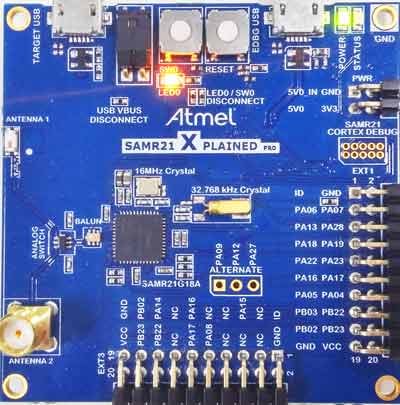 TARGET USB
EDBG USB
POWER
STATUS
GND
SW0
RESET
LED0
LED0 / SW0
DISCONNECT
USB VBUS
DISCONNECT
PWR
5V0_IN GND
5V0 3V3
ANTENNA 1
Atmel
SAMR21 XPLAINED PRO
SAMR21
CORTEX DEBUG
EXT1
1 2
16MHz Crystal
32.768 kHz Crystal
ID GND
PA06 PA07
PA13 PA28
PA18 PA19
PA22 PA23
PA16 PA17
PA05 PA04
PB03 PB22
PB02 PB23
GND VCC
19 20
BALUN
ANALOG
SWITCH
SAMR21G18A
PA09
PA12
PA27
ALTERNATE
ANTENNA 2
GND PB02 PA14 NC NC NC NC PA15 NC GND
VCC PB23 PB22 PA17 PA16 PA08 NC NC NC ID
EXT3
20 19
1
2